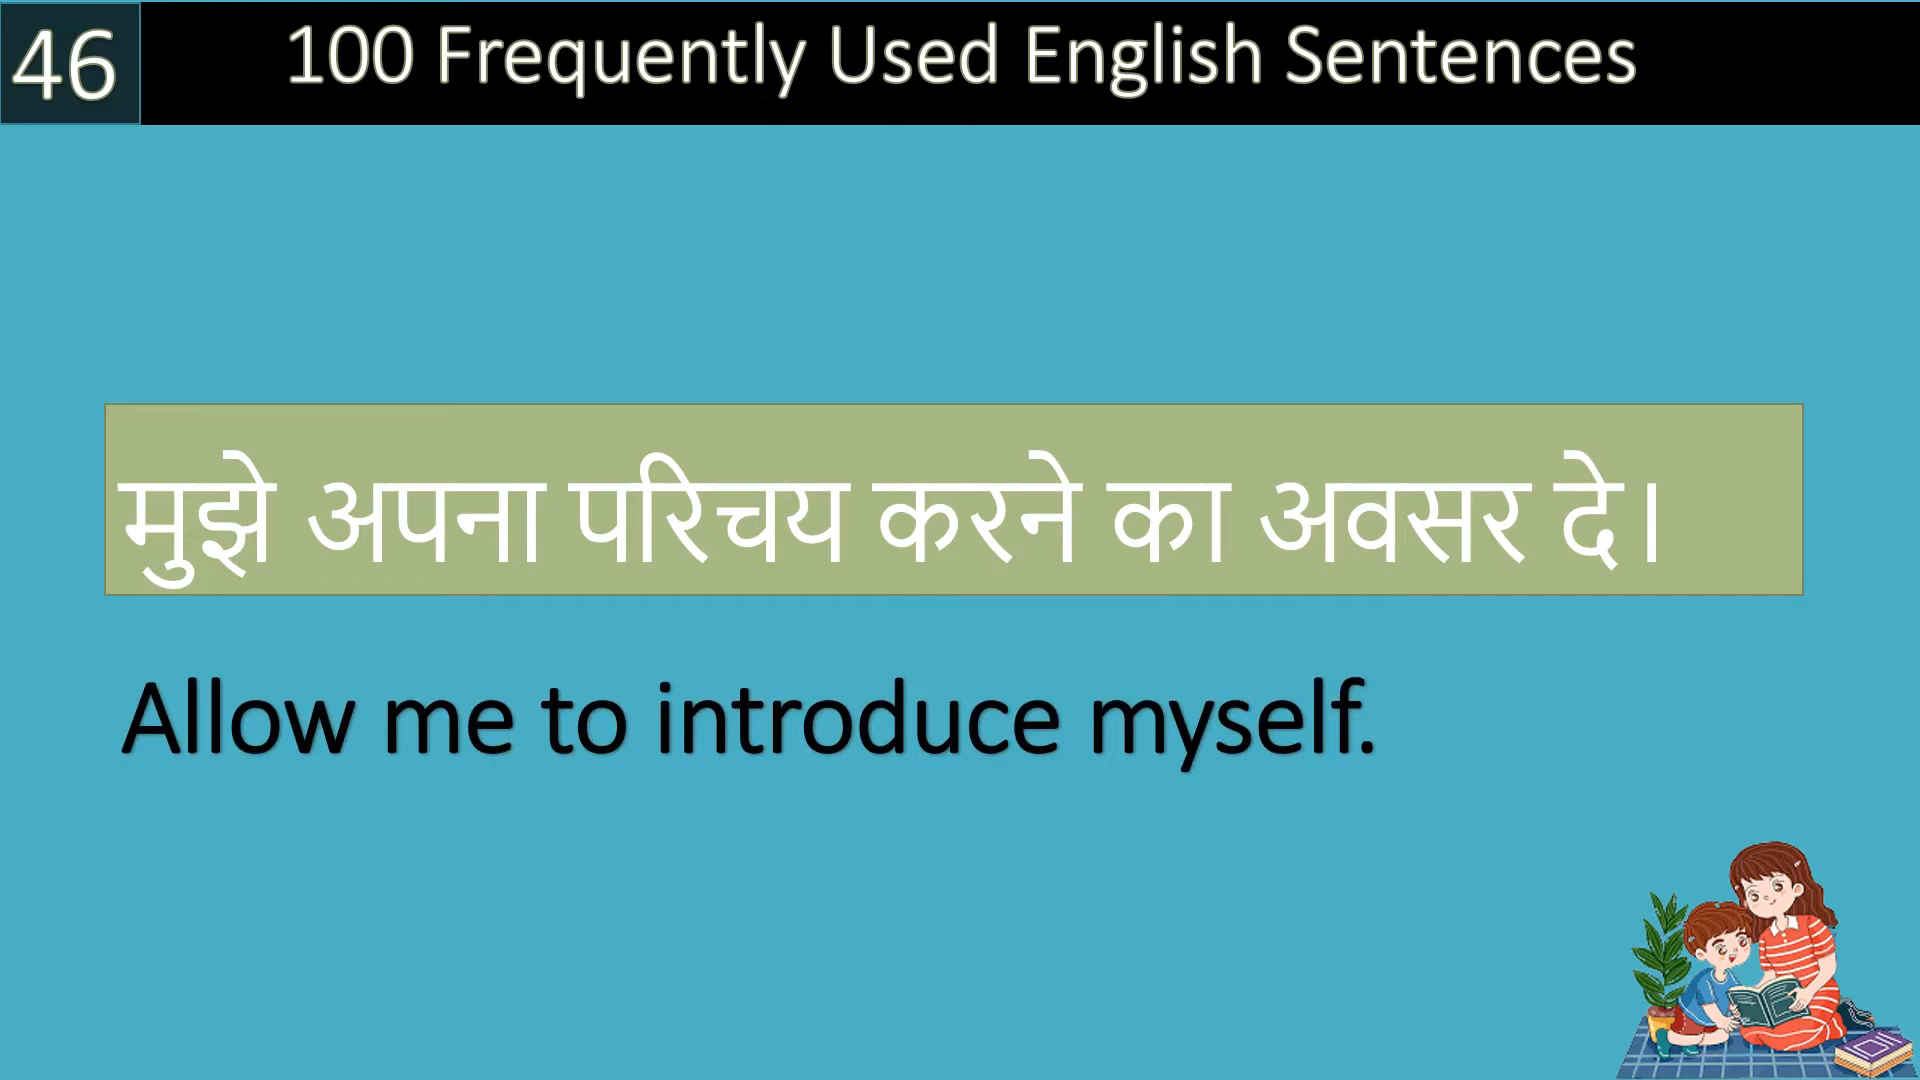 46
100 Frequently Used English Sentences
मुझे अपना परिचय करने का अवसर दे।
Allow me to introduce myself.